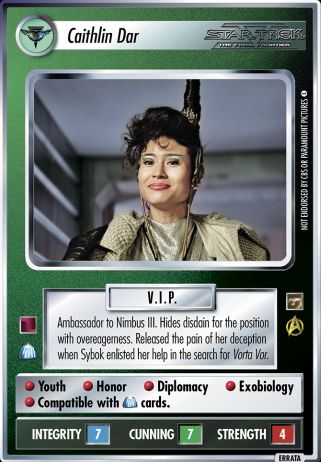 Caithlin Dar
STAR TREK
THE FINAL FRONTIER
NOT ENDORSED BY CBS OR PARAMOUNT PICTURES
V.I.P.
Ambassador to Nimbus III. Hides disdain for the position
with overeagerness. Released the pain of her deception
when Sybok enlisted her help in the search for Vorta Vor.
Youth Honor Diplomacy Exobiology
Compatible with cards.
INTEGRITY 7 CUNNING 7 STRENGTH 4
ERRATA